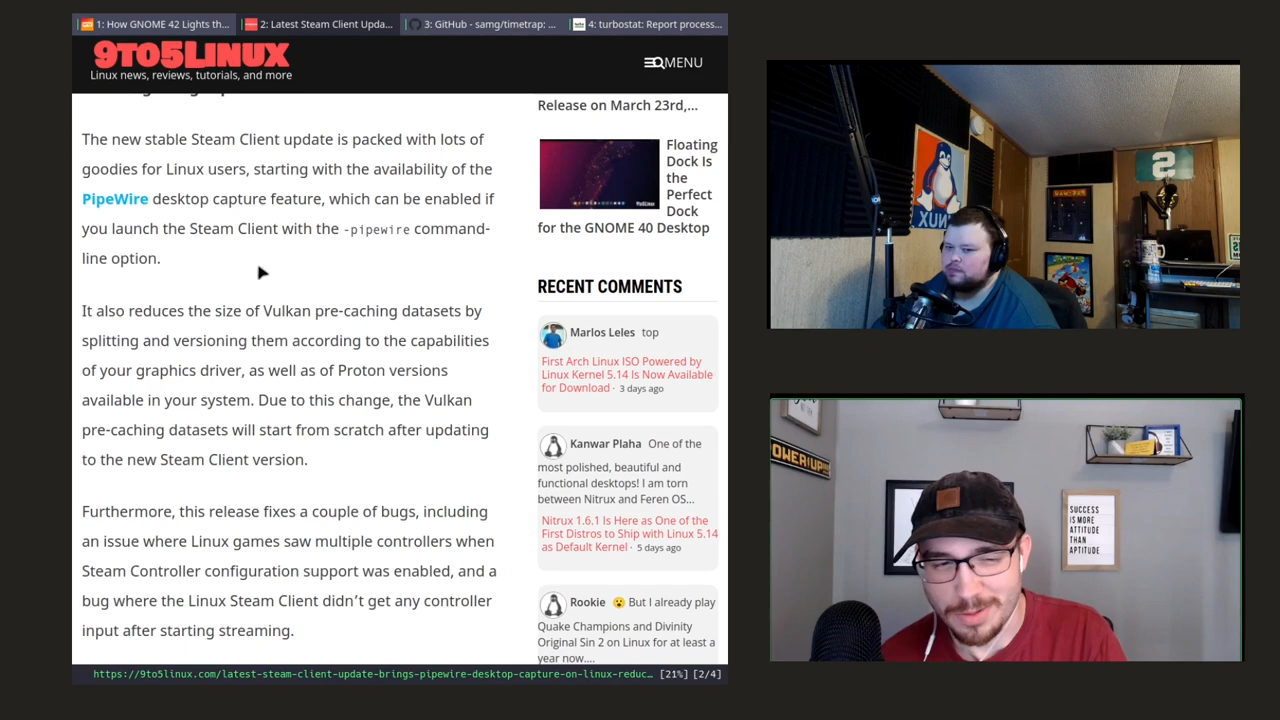 1: How GNOME 42 Lights th...
2: Latest Steam Client Upda...
3: GitHub - samg/timetrap: ...
4: turbostat: Report process...
9TO5LINUX
Linux news, reviews, tutorials, and more
MENU
The new stable Steam Client update is packed with lots of
goodies for Linux users, starting with the availability of the
PipeWire desktop capture feature, which can be enabled if
you launch the Steam Client with the -pipewire command-
line option.
It also reduces the size of Vulkan pre-caching datasets by
splitting and versioning them according to the capabilities
of your graphics driver, as well as of Proton versions
available in your system. Due to this change, the Vulkan
pre-caching datasets will start from scratch after updating
to the new Steam Client version.
Furthermore, this release fixes a couple of bugs, including
an issue where Linux games saw multiple controllers when
Steam Controller configuration support was enabled, and a
bug where the Linux Steam Client didn’t get any controller
input after starting streaming.
Release on March 23rd,...
Floating
Dock Is
the
Perfect
Dock
for the GNOME 40 Desktop
RECENT COMMENTS
Marlos Leles top
First Arch Linux ISO Powered by
Linux Kernel 5.14 Is Now Available
for Download · 3 days ago
Kanwar Plaha One of the
most polished, beautiful and
functional desktops! I am torn
between Nitrux and Feren OS...
Nitrux 1.6.1 Is Here as One of the
First Distros to Ship with Linux 5.14
as Default Kernel · 5 days ago
Rookie 😮 But I already play
Quake Champions and Divinity
Original Sin 2 on Linux for at least a
year now....
https://9to5linux.com/latest-steam-client-update-brings-pipewire-desktop-capture-on-linux-reduc… [21%] [2/4]
LINUX
S
OWER UP!
SUCCESS
IS MORE
ATTITUDE
THAN
APTITUDE